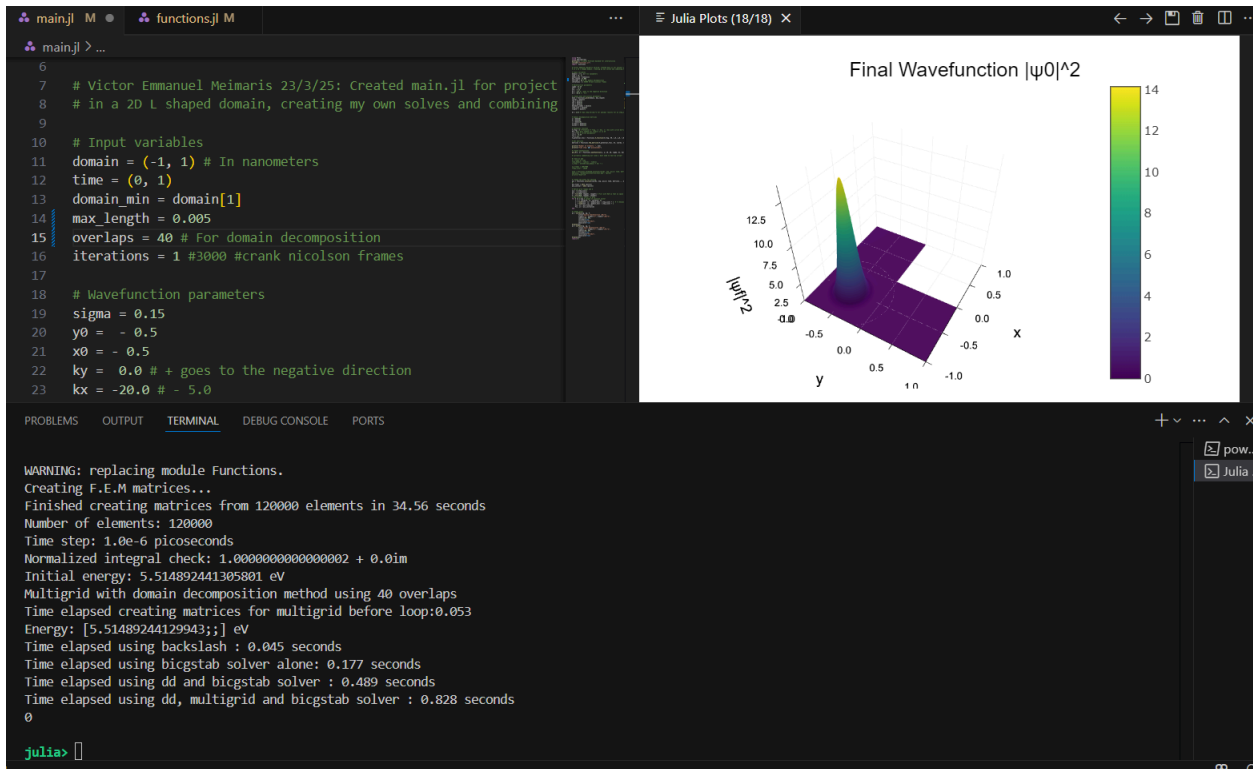 main.jl M
functions.jl M
Julia Plots (18/18)
main.jl > ...
6
7 # Victor Emmanuel Meimaris 23/3/25: Created main.jl for project
8 # in a 2D L shaped domain, creating my own solves and combining
9
10 # Input variables
11 domain = (-1, 1) # In nanometers
12 time = (0, 1)
13 domain_min = domain[1]
14 max_length = 0.005
15 overlaps = 40 # For domain decomposition
16 iterations = 1 #3000 #crank nicolson frames
17
18 # Wavefunction parameters
19 sigma = 0.15
20 y0 =  - 0.5
21 x0 = - 0.5
22 ky =  0.0 # + goes to the negative direction
23 kx = -20.0 # - 5.0
Final Wavefunction |ψ0|^2
14
12
10
8
6
4
2
0
12.5
10.0
7.5
5.0
2.5
|ψf|^2
-1.0
-0.5
0.0
0.5
1.0
y
1.0
0.5
0.0
-0.5
-1.0
x
PROBLEMS OUTPUT TERMINAL DEBUG CONSOLE PORTS
pow...
Julia
WARNING: replacing module Functions.
Creating F.E.M matrices...
Finished creating matrices from 120000 elements in 34.56 seconds
Number of elements: 120000
Time step: 1.0e-6 picoseconds
Normalized integral check: 1.0000000000000002 + 0.0im
Initial energy: 5.514892441305801 eV
Multigrid with domain decomposition method using 40 overlaps
Time elapsed creating matrices for multigrid before loop:0.053
Energy: [5.51489244129943;;] eV
Time elapsed using backslash : 0.045 seconds
Time elapsed using bicgstab solver alone: 0.177 seconds
Time elapsed using dd and bicgstab solver : 0.489 seconds
Time elapsed using dd, multigrid and bicgstab solver : 0.828 seconds
0
julia>